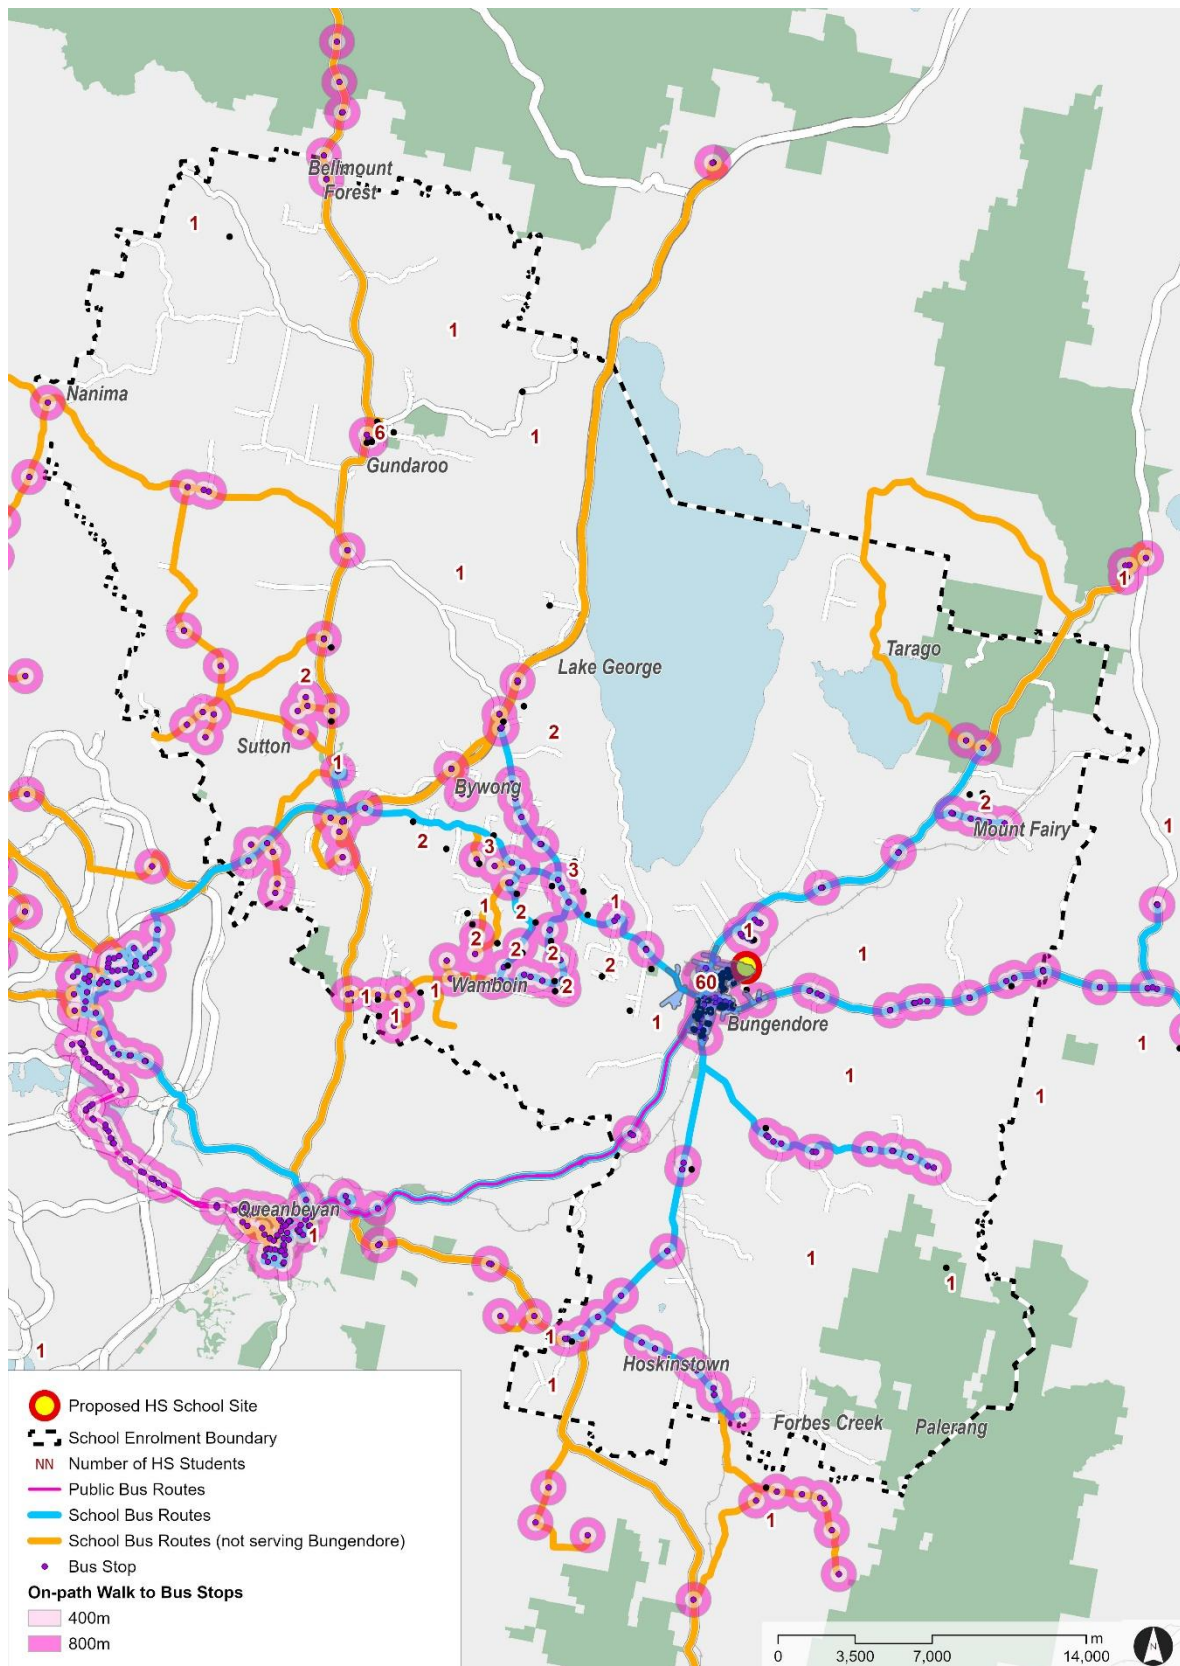 Bellmount
Forest
1
1
Nanima
6
1
Gundaroo
1
1
Lake George
Tarago
2
2
Sutton
1
Bywong
2
Mount Fairy
1
2
3
3
1
1
2
1
2
2
2
2
2
1
Wamboin
1
1
1
60
1
Bungendore
1
1
1
Queanbeyan
1
1
1
1
1
1
Hoskinstown
1
Forbes Creek
Palerang
1
Proposed HS School Site
School Enrolment Boundary
NN Number of HS Students
Public Bus Routes
School Bus Routes
School Bus Routes (not serving Bungendore)
Bus Stop
On-path Walk to Bus Stops
400m
800m
m
0 3,500 7,000 14,000
N